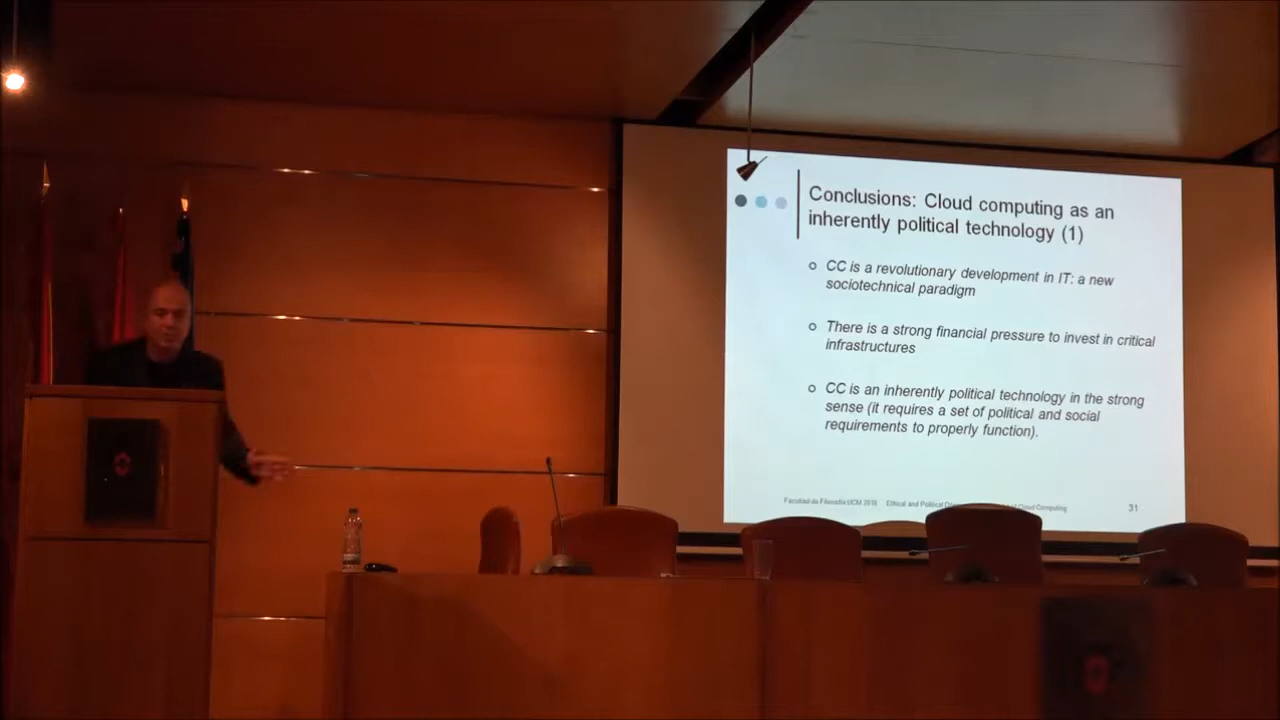 Conclusions: Cloud computing as an
inherently political technology (1)
CC is a revolutionary development in IT: a new
sociotechnical paradigm
There is a strong financial pressure to invest in critical
infrastructures
CC is an inherently political technology in the strong
sense (it requires a set of political and social
requirements to properly function).
Facultad de Filosofía UCM 2018 Ethical and Political of Cloud Computing
31